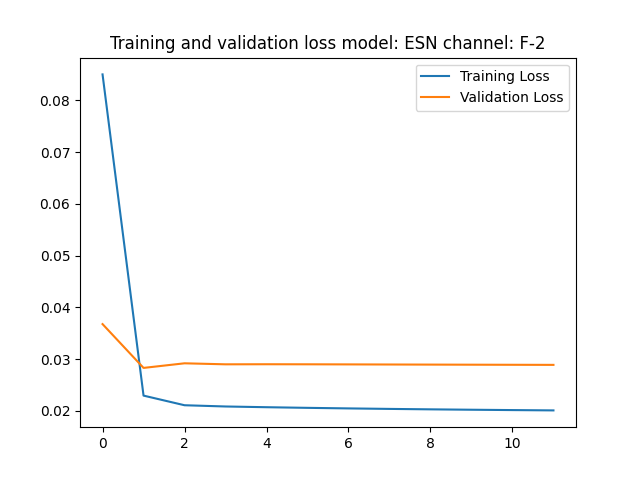 Training and validation loss model: ESN channel: F-2
Training Loss
Validation Loss
0.08
0.07
0.06
0.05
0.04
0.03
0.02
0 2 4 6 8 10